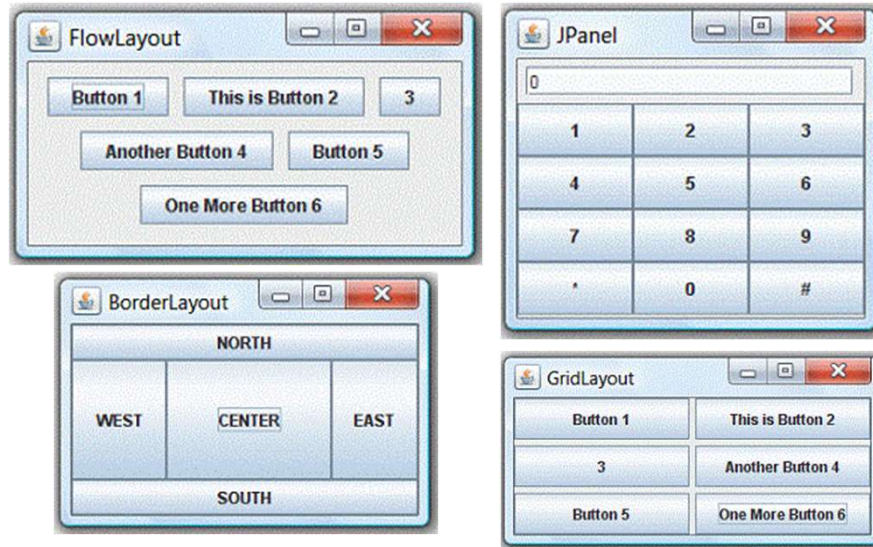 FlowLayout
Button 1 This is Button 2 3
Another Button 4 Button 5
One More Button 6
JPanel
0
1 2 3
4 5 6
7 8 9
* 0 #
BorderLayout
NORTH
WEST CENTER EAST
SOUTH
GridLayout
Button 1 This is Button 2
3 Another Button 4
Button 5 One More Button 6